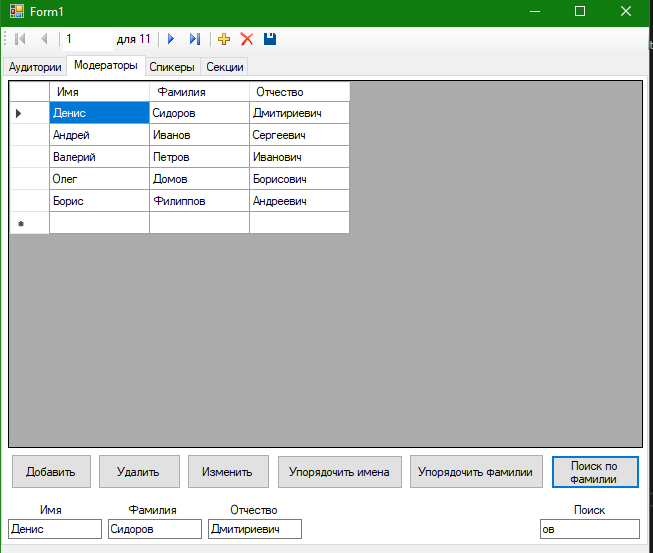 Form1
1 для 11
Аудитории Модераторы Спикеры Секции
Имя Фамилия Отчество
Денис Сидоров Дмитириевич
Андрей Иванов Сергеевич
Валерий Петров Иванович
Олег Домов Борисович
Борис Филиппов Андреевич
Добавить Удалить Изменить Упорядочить имена Упорядочить фамилии Поиск по
фамилии
Имя Фамилия Отчество Поиск
Денис Сидоров Дмитириевич ов